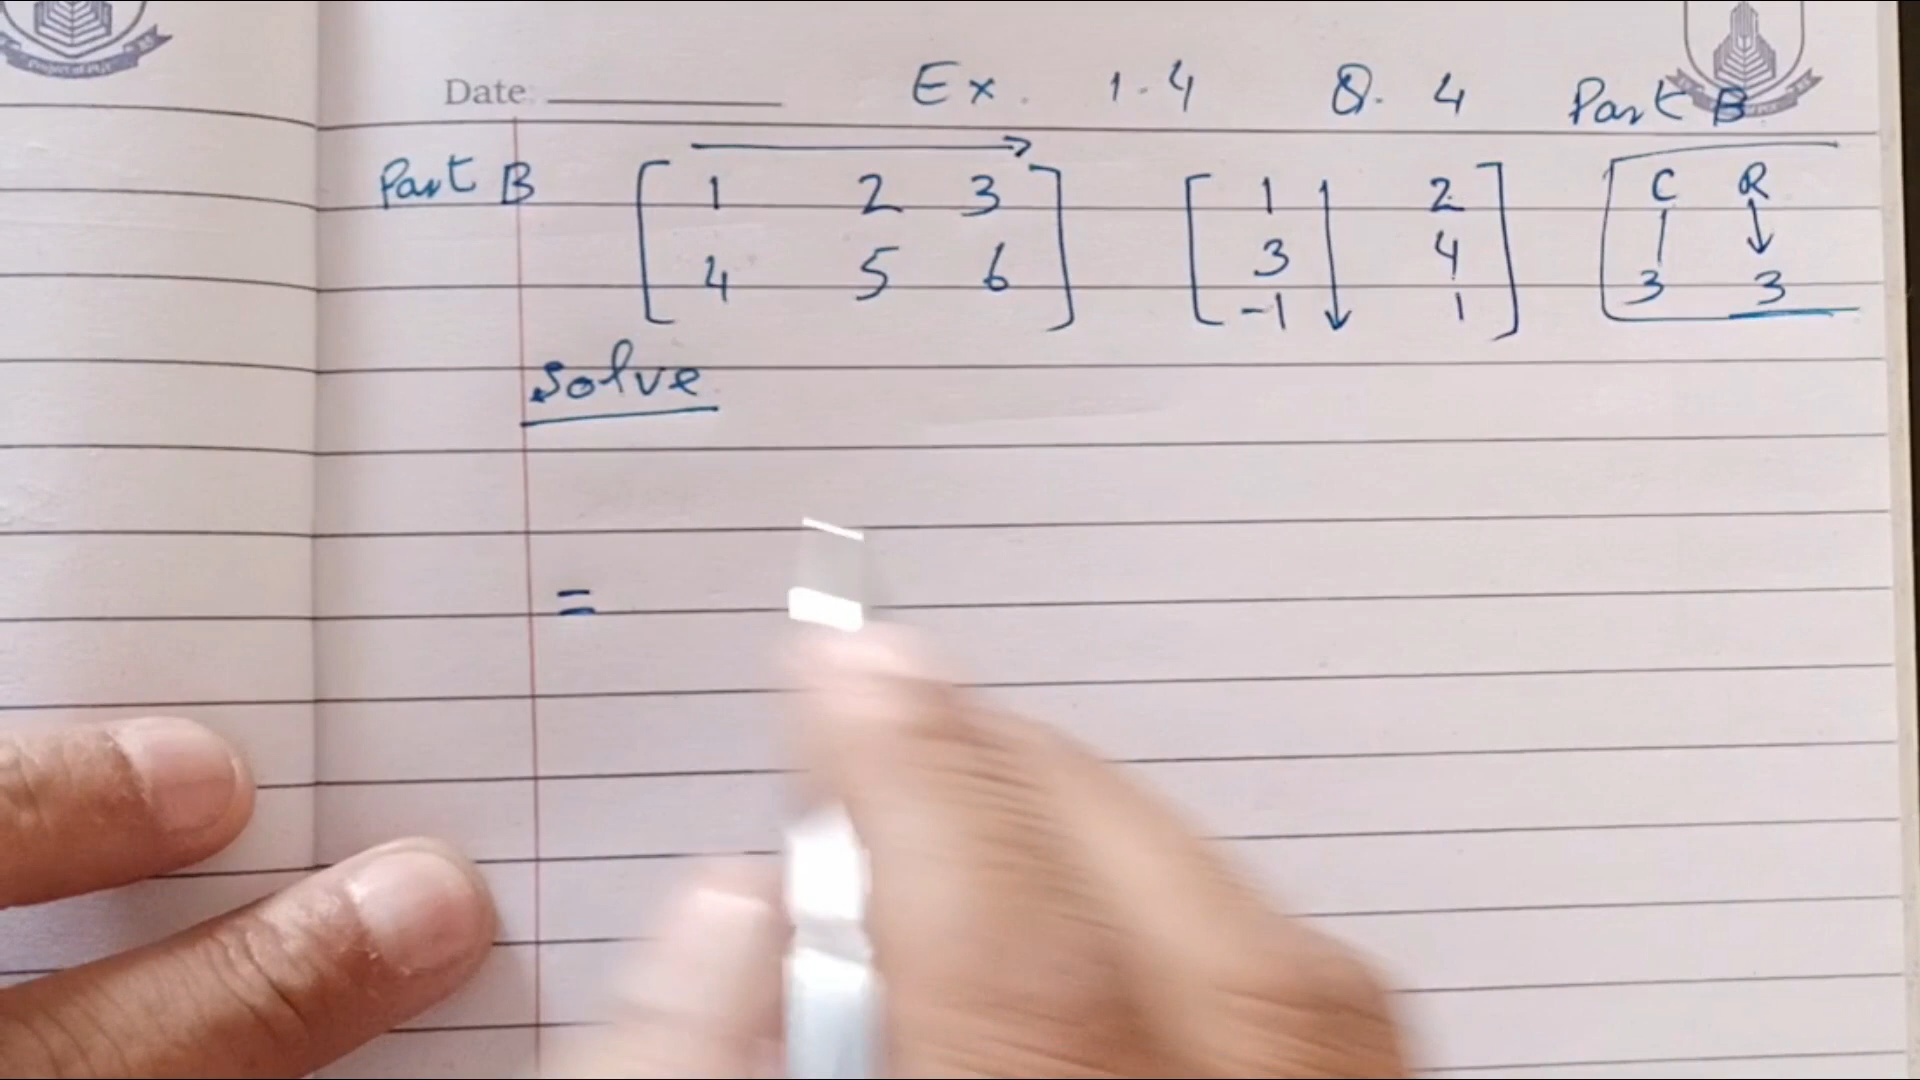 Date:
Ex. 1.4 Q. 4 Part B
Part B [ 1 2 3 ] [ 1 2 ] C R
4 5 6 3 4
-1 1 3 3
Solve
=